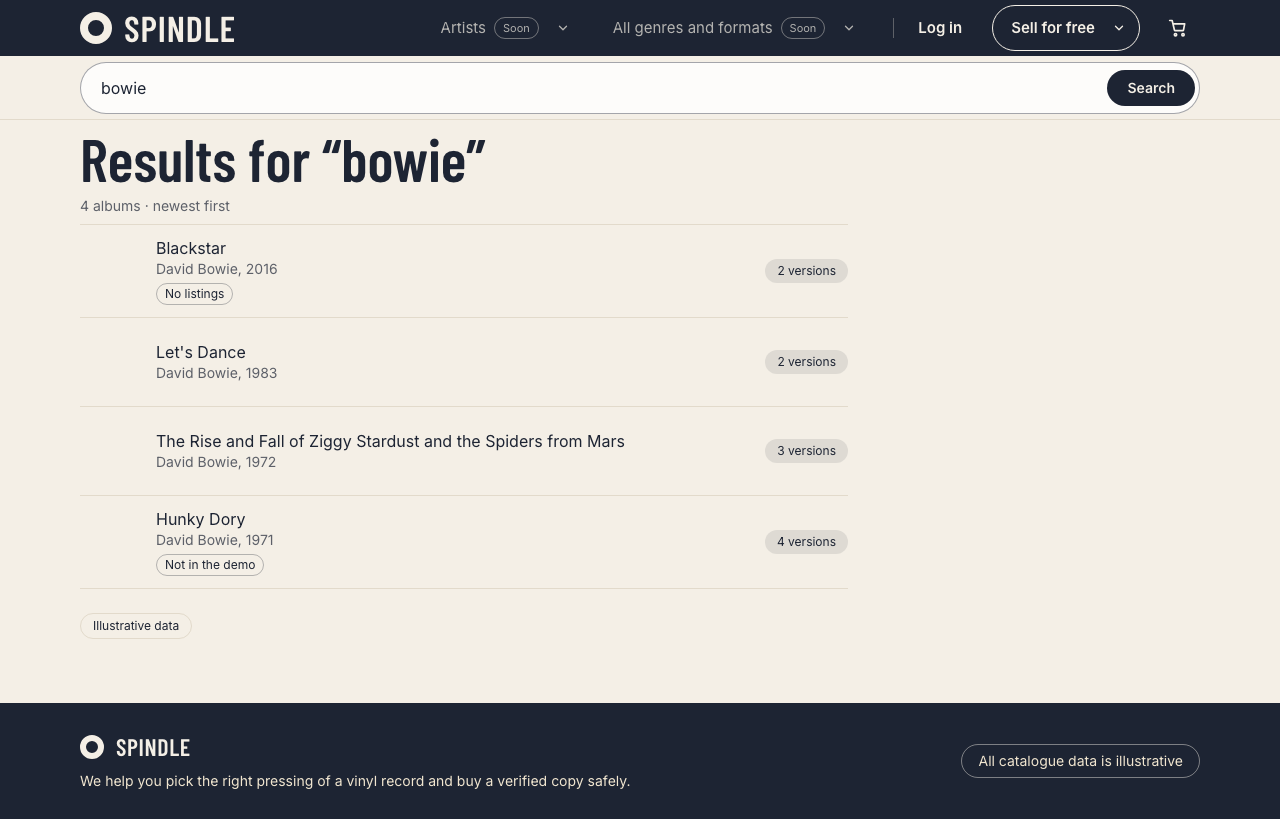 SPINDLE
Artists Soon
All genres and formats Soon
Log in
Sell for free
bowie
Search
Results for “bowie”
4 albums · newest first
Blackstar
David Bowie, 2016
No listings
2 versions
Let's Dance
David Bowie, 1983
2 versions
The Rise and Fall of Ziggy Stardust and the Spiders from Mars
David Bowie, 1972
3 versions
Hunky Dory
David Bowie, 1971
Not in the demo
4 versions
Illustrative data
SPINDLE
We help you pick the right pressing of a vinyl record and buy a verified copy safely.
All catalogue data is illustrative